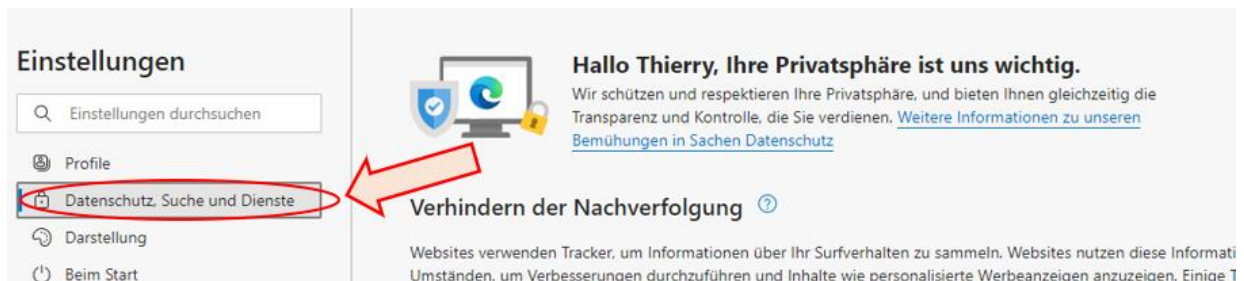 Einstellungen
Einstellungen durchsuchen
Profile
Datenschutz, Suche und Dienste
Darstellung
Beim Start
Hallo Thierry, Ihre Privatsphäre ist uns wichtig.
Wir schützen und respektieren Ihre Privatsphäre, und bieten Ihnen gleichzeitig die
Transparenz und Kontrolle, die Sie verdienen. Weitere Informationen zu unseren
Bemühungen in Sachen Datenschutz
Verhindern der Nachverfolgung ?
Websites verwenden Tracker, um Informationen über Ihr Surfverhalten zu sammeln. Websites nutzen diese Informati
Umständen, um Verbesserungen durchzuführen und Inhalte wie personalisierte Werbeanzeigen anzuzeigen. Einige T